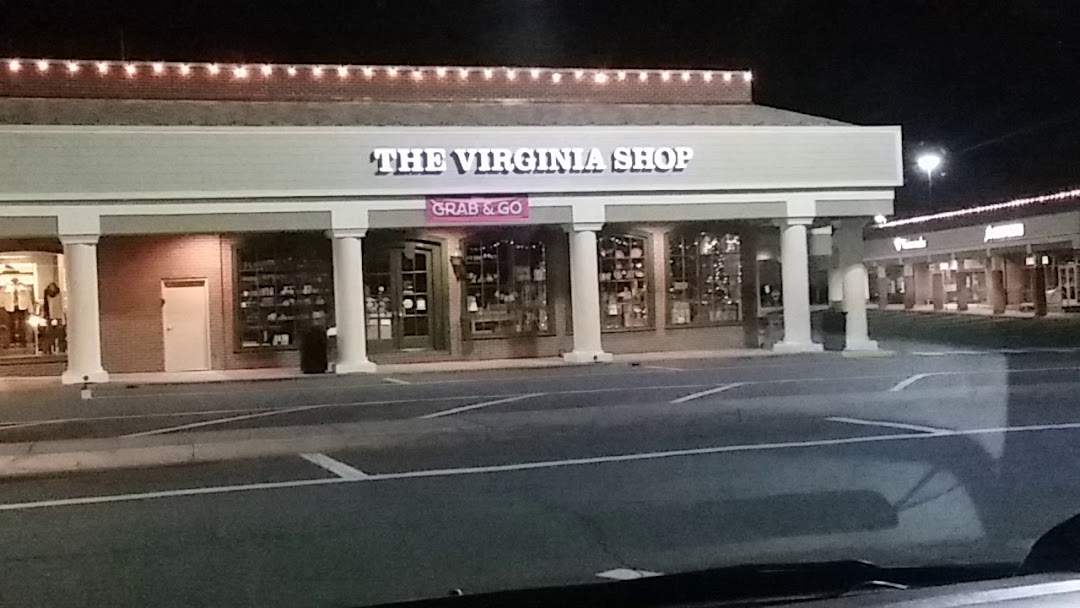 THE VIRGINIA SHOP
GRAB & GO